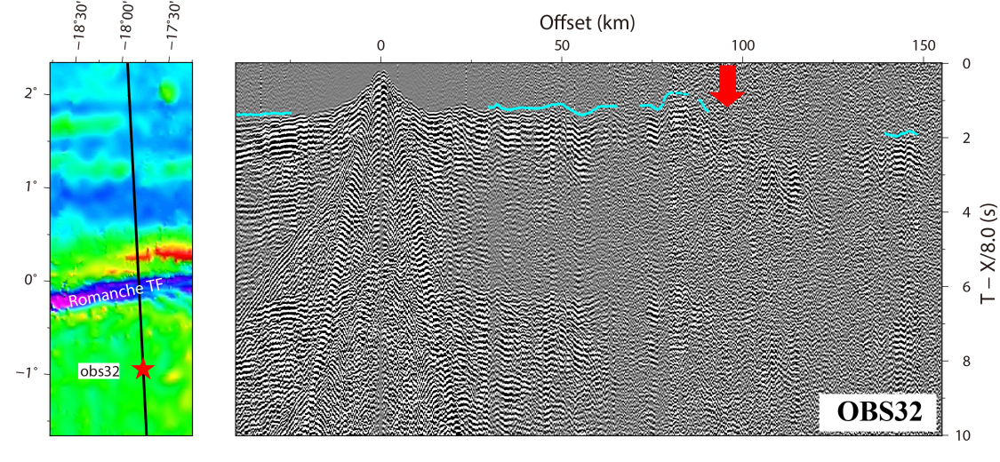 −18°30'
−18°00'
−17°30'
2°
1°
0°
−1°
Romanche TF
obs32
Offset (km)
0 50 100 150
0
2
4
6
8
10
T − X/8.0 (s)
OBS32